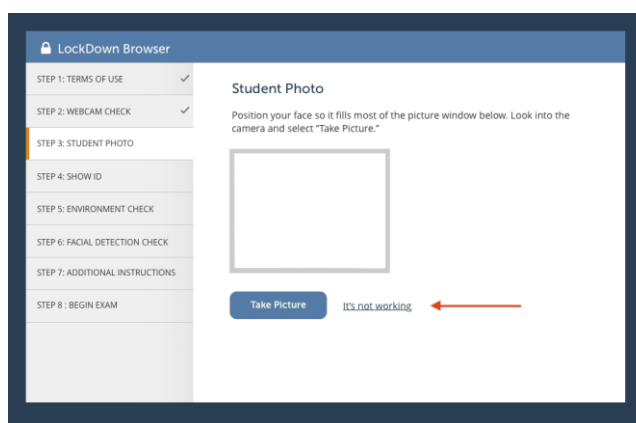 LockDown Browser
STEP 1: TERMS OF USE
STEP 2: WEBCAM CHECK
STEP 3: STUDENT PHOTO
STEP 4: SHOW ID
STEP 5: ENVIRONMENT CHECK
STEP 6: FACIAL DETECTION CHECK
STEP 7: ADDITIONAL INSTRUCTIONS
STEP 8 : BEGIN EXAM
Student Photo
Position your face so it fills most of the picture window below. Look into the
camera and select “Take Picture.”
Take Picture
It's not working